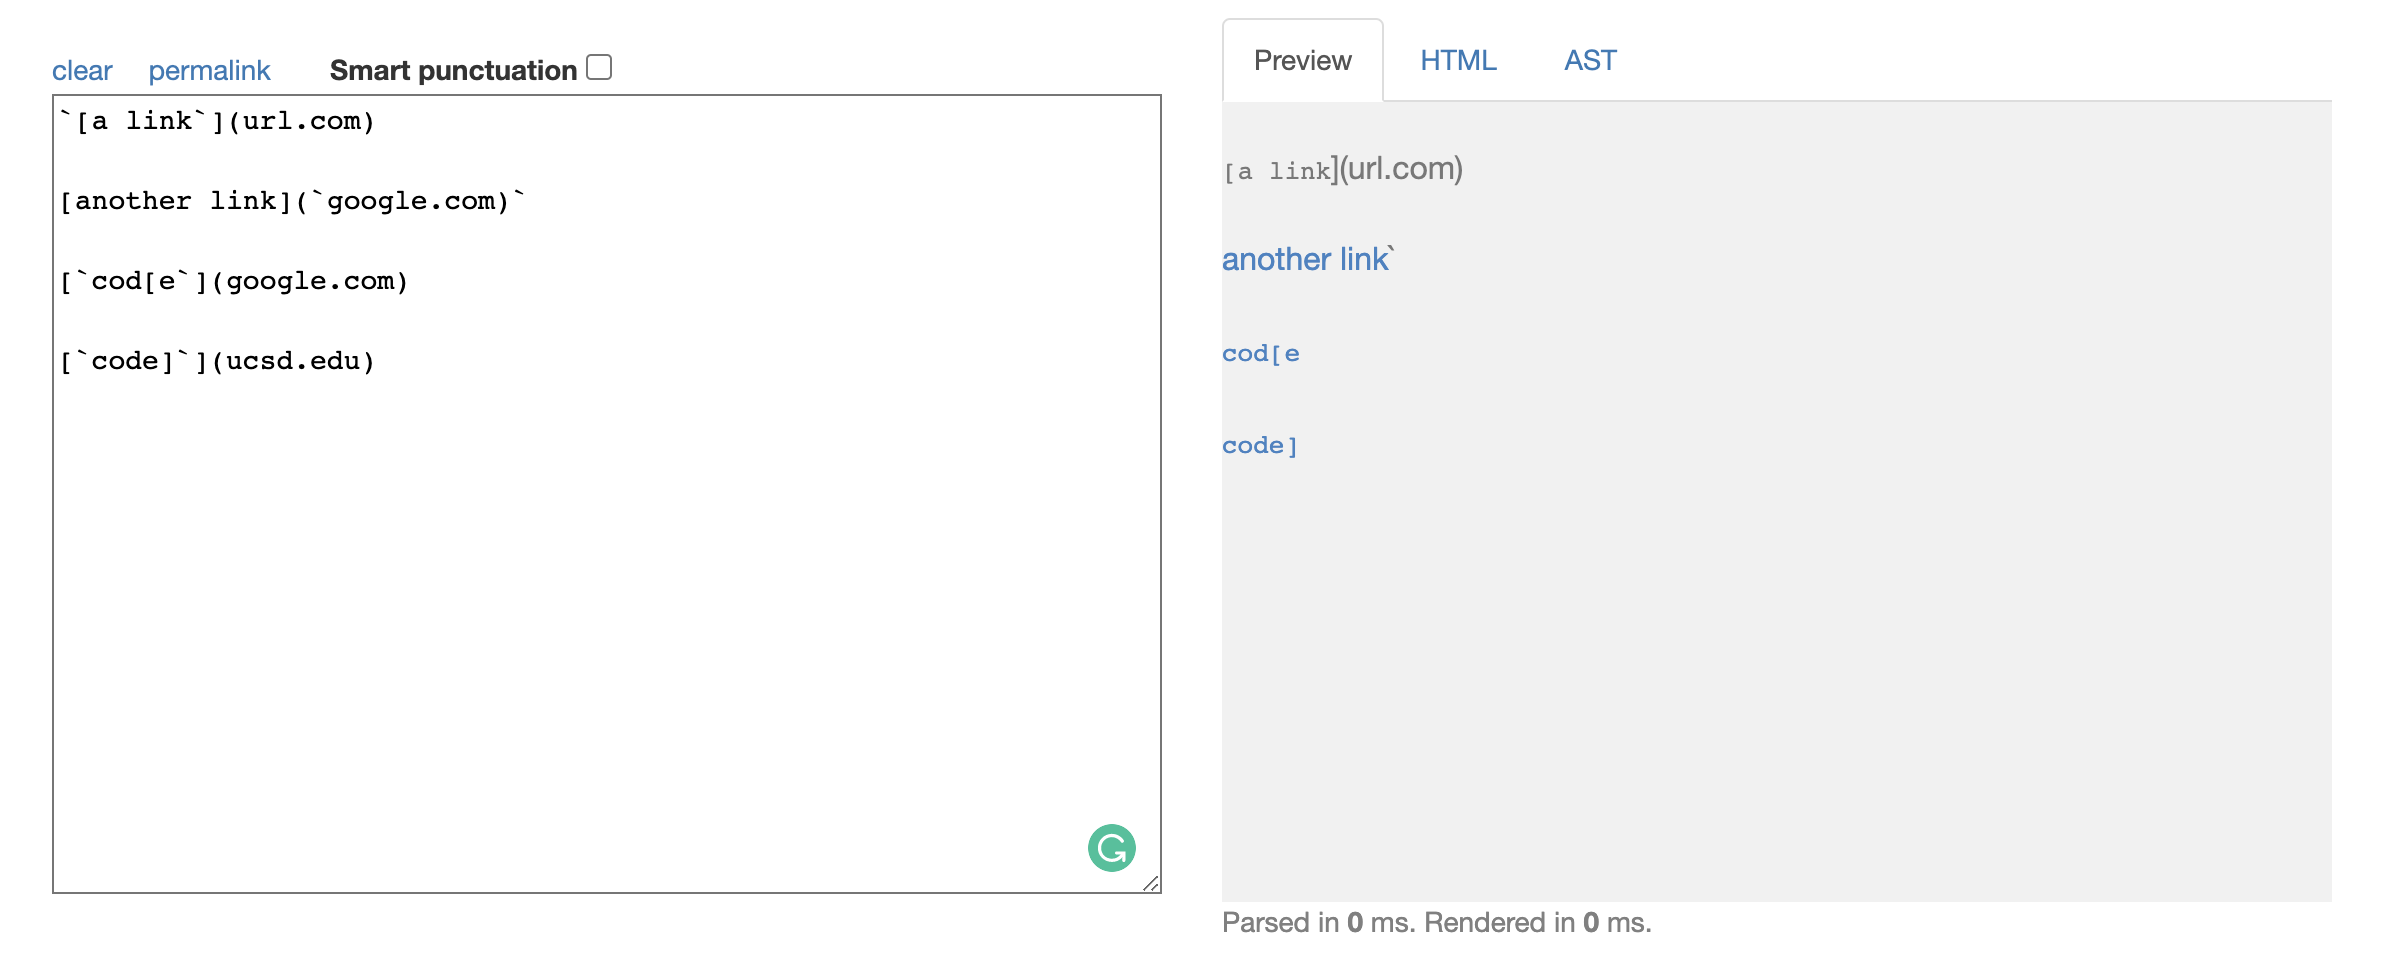 clear permalink Smart punctuation
`[a link`](url.com)
[another link](`google.com)`
[`cod[e`](google.com)
[`code]`](ucsd.edu)
Preview HTML AST
[a link](url.com)
another link`
cod[e
code]
Parsed in 0 ms. Rendered in 0 ms.